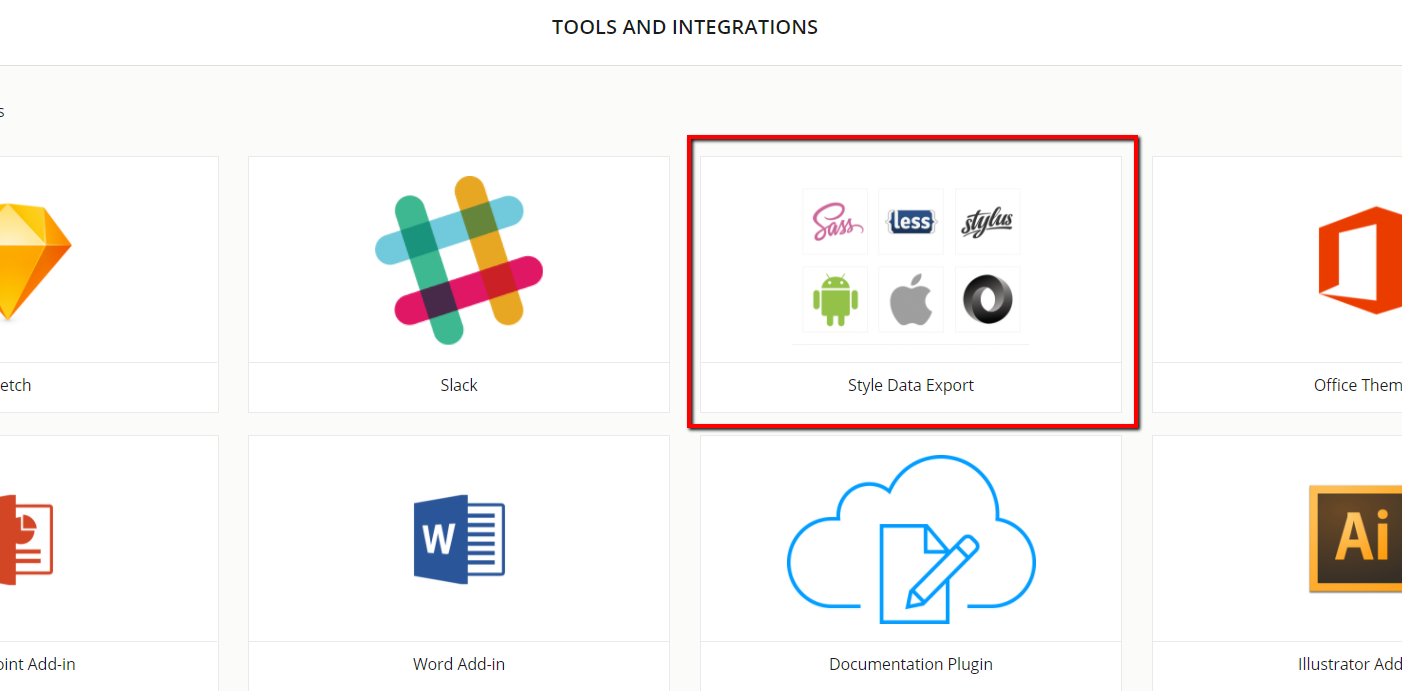 TOOLS AND INTEGRATIONS
s
Sass
{less}
stylus
etch
Slack
Style Data Export
Office Them
W
Ai
oint Add-in
Word Add-in
Documentation Plugin
Illustrator Add